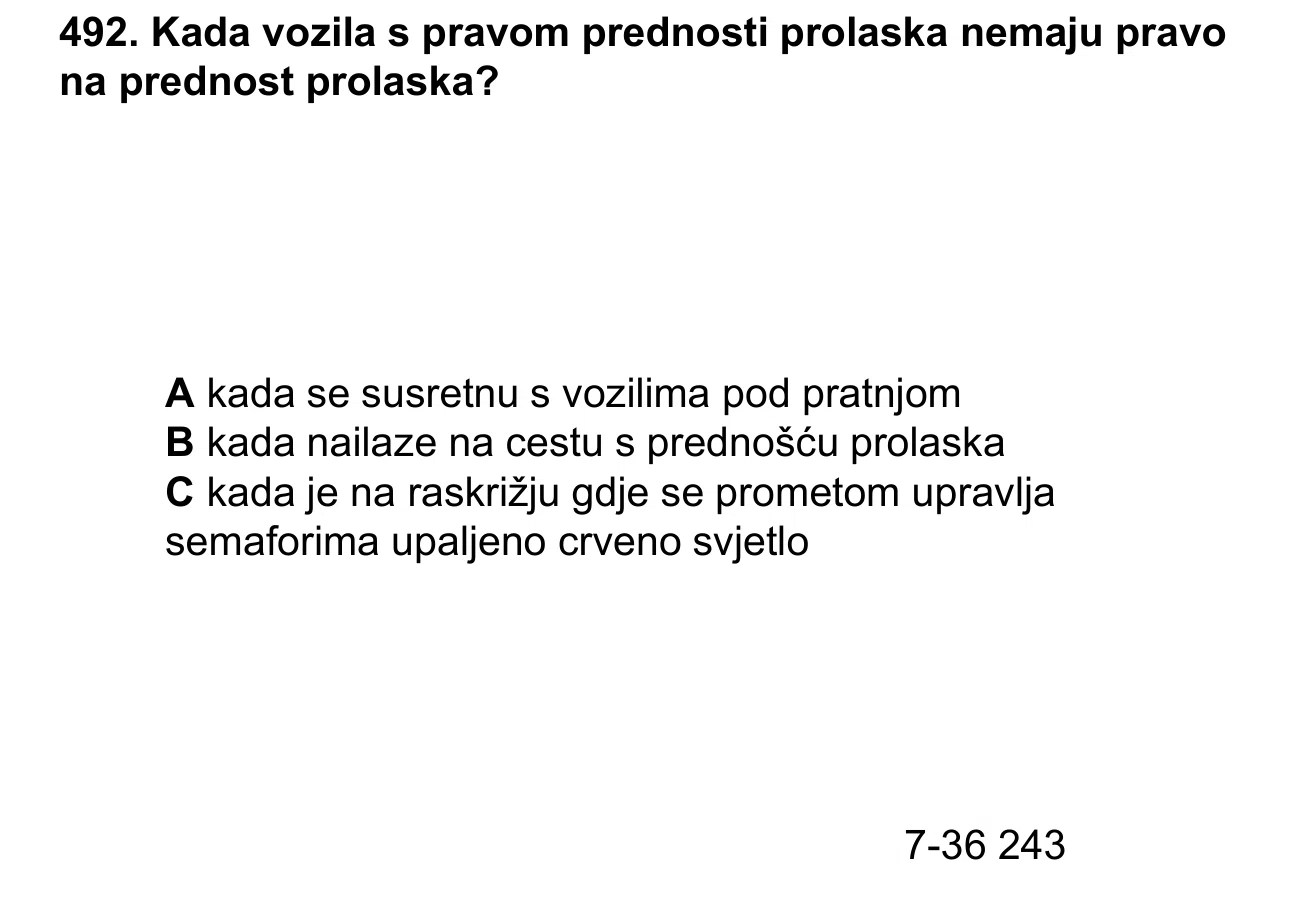 492. Kada vozila s pravom prednosti prolaska nemaju pravo
na prednost prolaska?
A kada se susretnu s vozilima pod pratnjom
B kada nailaze na cestu s prednošću prolaska
C kada je na raskrižju gdje se prometom upravlja
semaforima upaljeno crveno svjetlo
7-36 243